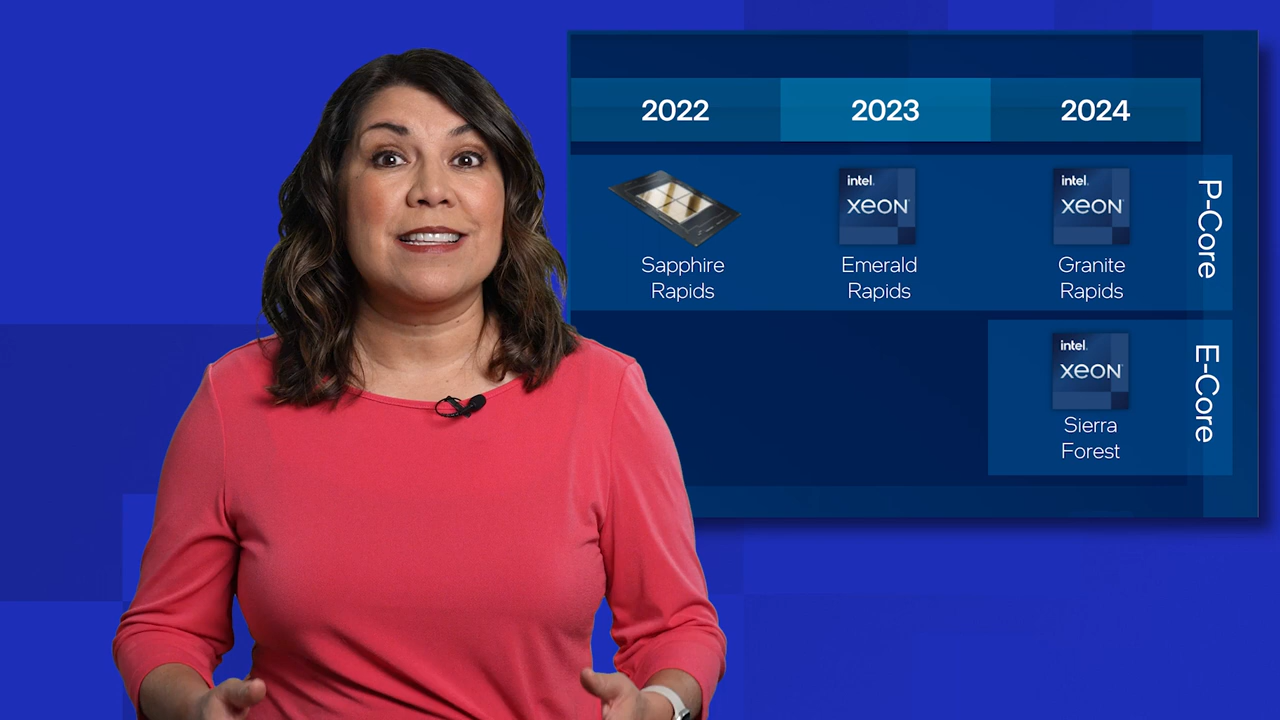 2022
2023
2024
intel.
xeon
intel.
xeon
Sapphire
Rapids
Emerald
Rapids
Granite
Rapids
P-Core
intel.
xeon
Sierra
Forest
E-Core